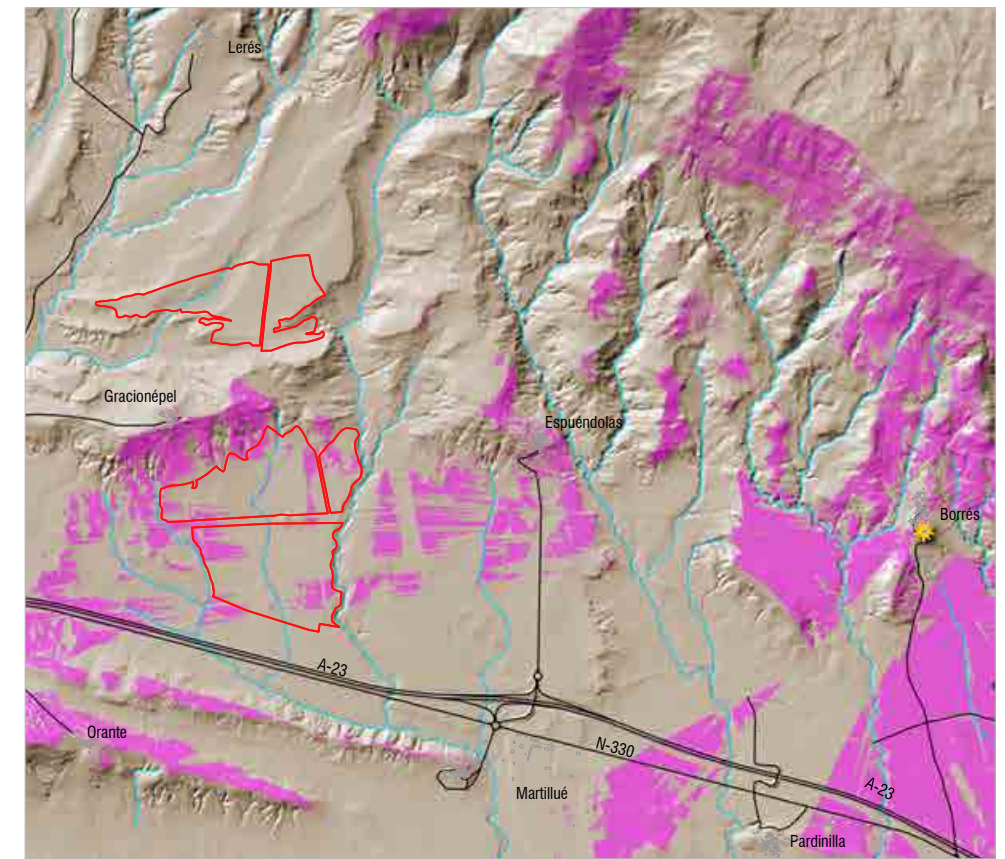 Lerés
Gracionépel
Espuéndolas
Borrés
A-23
Orante
N-330
A-23
Martillué
Pardinilla